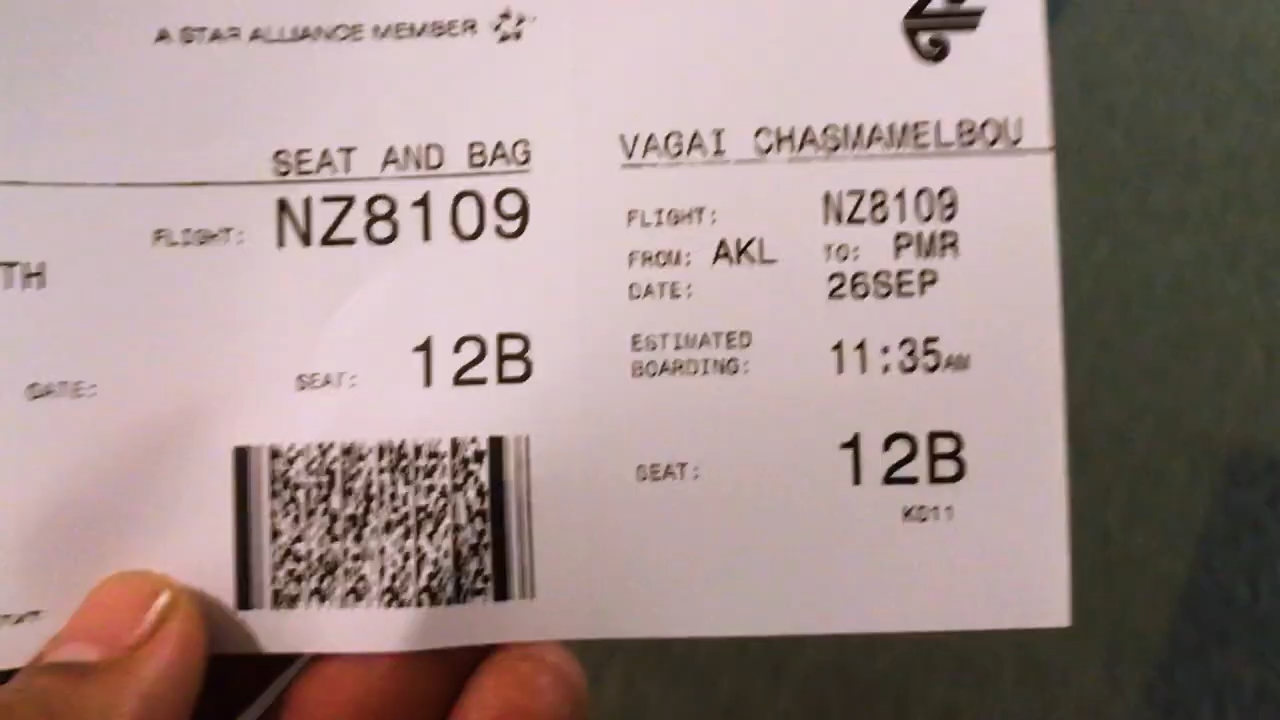 A STAR ALLIANCE MEMBER
SEAT AND BAG
FLIGHT: NZ8109
TH
DATE:
SEAT: 12B
VAGAI CHASMAMELBOU
FLIGHT: NZ8109
FROM: AKL TO: PMR
DATE: 26SEP
ESTIMATED
BOARDING: 11:35AM
SEAT: 12B